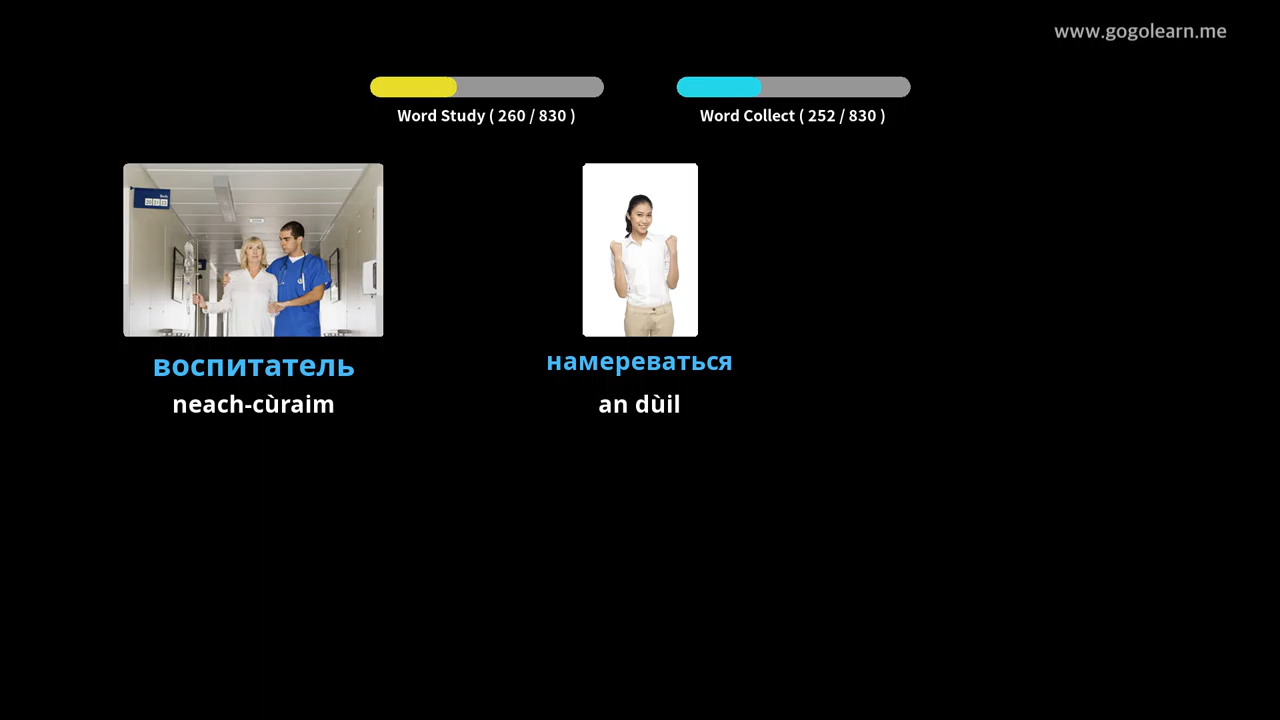 www.gogolearn.me
Word Study ( 260 / 830 )
Word Collect ( 252 / 830 )
воспитатель
neach-cùraim
намереваться
an dùil